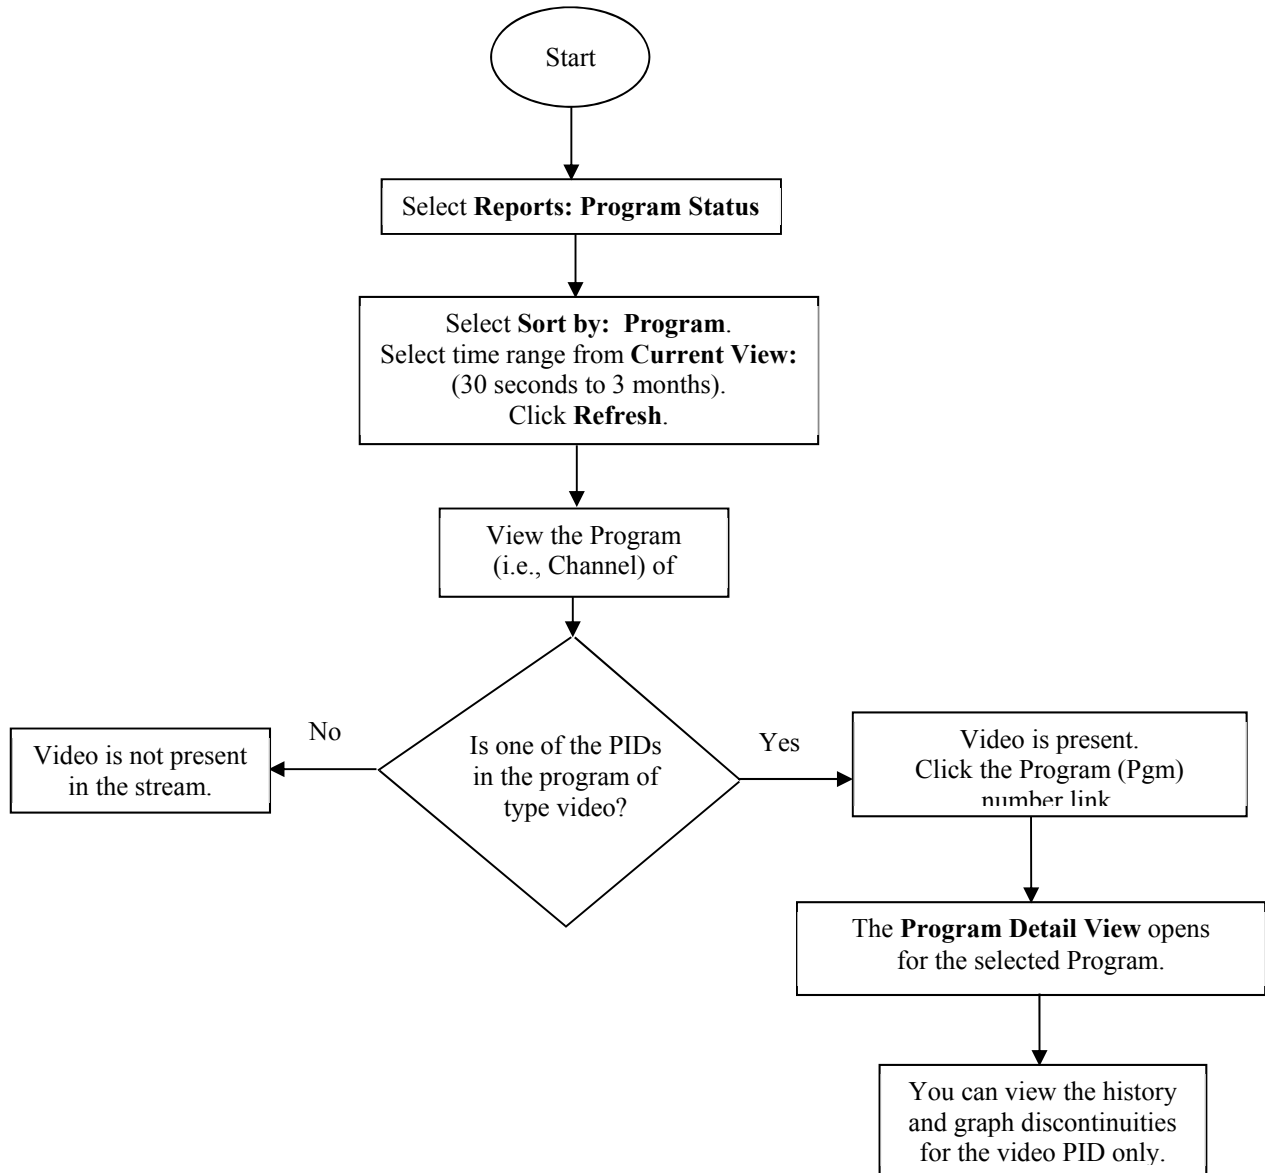 Start
Select Reports: Program Status
Select Sort by: Program.
Select time range from Current View:
(30 seconds to 3 months).
Click Refresh.
View the Program
(i.e., Channel) of
No
Is one of the PIDs
in the program of
type video?
Yes
Video is not present
in the stream.
Video is present.
Click the Program (Pgm)
number link
The Program Detail View opens
for the selected Program.
You can view the history
and graph discontinuities
for the video PID only.